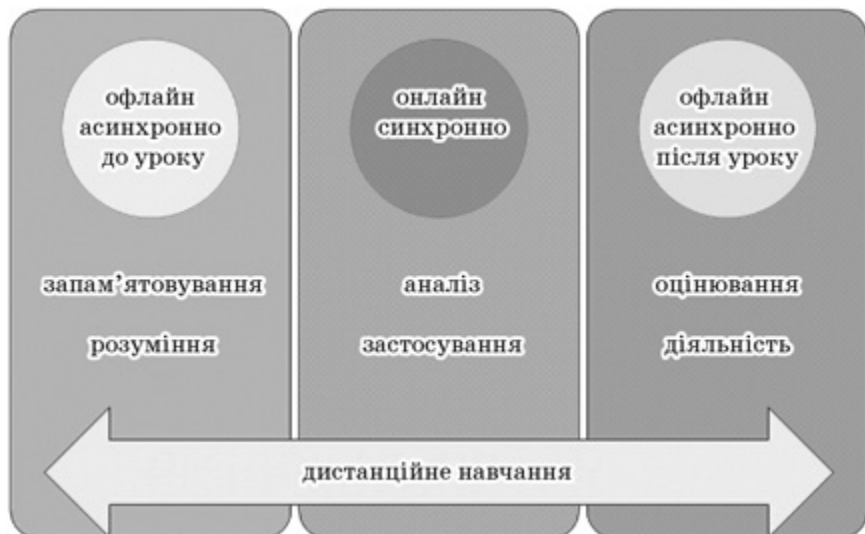 офлайн
асинхронно
до уроку
запам’ятовування
розуміння
онлайн
синхронно
аналіз
застосування
офлайн
асинхронно
після уроку
оцінювання
діяльність
дистанційне навчання